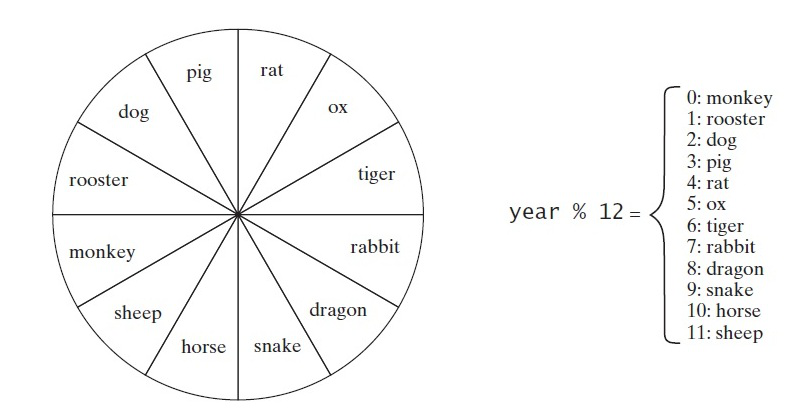 pig
rat
dog
ox
rooster
tiger
monkey
rabbit
sheep
dragon
horse
snake
year % 12 =
0: monkey
1: rooster
2: dog
3: pig
4: rat
5: ox
6: tiger
7: rabbit
8: dragon
9: snake
10: horse
11: sheep